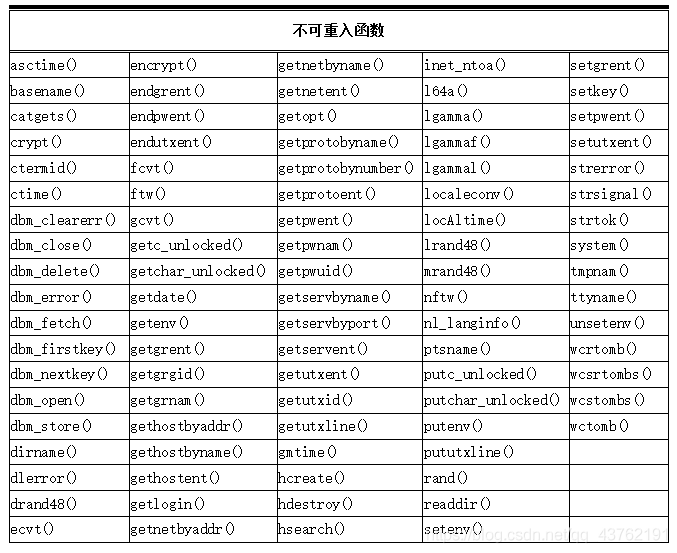 不可重入函数
asctime() encrypt() getnetbyname() inet_ntoa() setgrent()
basename() endgrent() getnetent() l64a() setkey()
catgets() endpwent() getopt() lgamma() setpwent()
crypt() endutxent() getprotobyname() lgammaf() setutxent()
ctermid() fcvt() getprotobynumber() lgammal() strerror()
ctime() ftw() getprotoent() localeconv() strsignal()
dbm_clearerr() gcvt() getpwent() locAltime() strtok()
dbm_close() getc_unlocked() getpwnam() lrand48() system()
dbm_delete() getchar_unlocked() getpwuid() mrand48() tmpnam()
dbm_error() getdate() getservbyname() nftw() ttyname()
dbm_fetch() getenv() getservbyport() nl_langinfo() unsetenv()
dbm_firstkey() getgrent() getservent() ptsname() wcrtomb()
dbm_nextkey() getgrgid() getutxent() putc_unlocked() wcsrtombs()
dbm_open() getgrnam() getutxid() putchar_unlocked() wcstombs()
dbm_store() gethostbyaddr() getutxline() putenv() wctomb()
dirname() gethostbyname() gmtime() pututxline()
dlerror() gethostent() hcreate() rand()
drand48() getlogin() hdestroy() readdir()
ecvt() getnetbyaddr() hsearch() setenv()
https://blog.csdn.net/qq_43762191